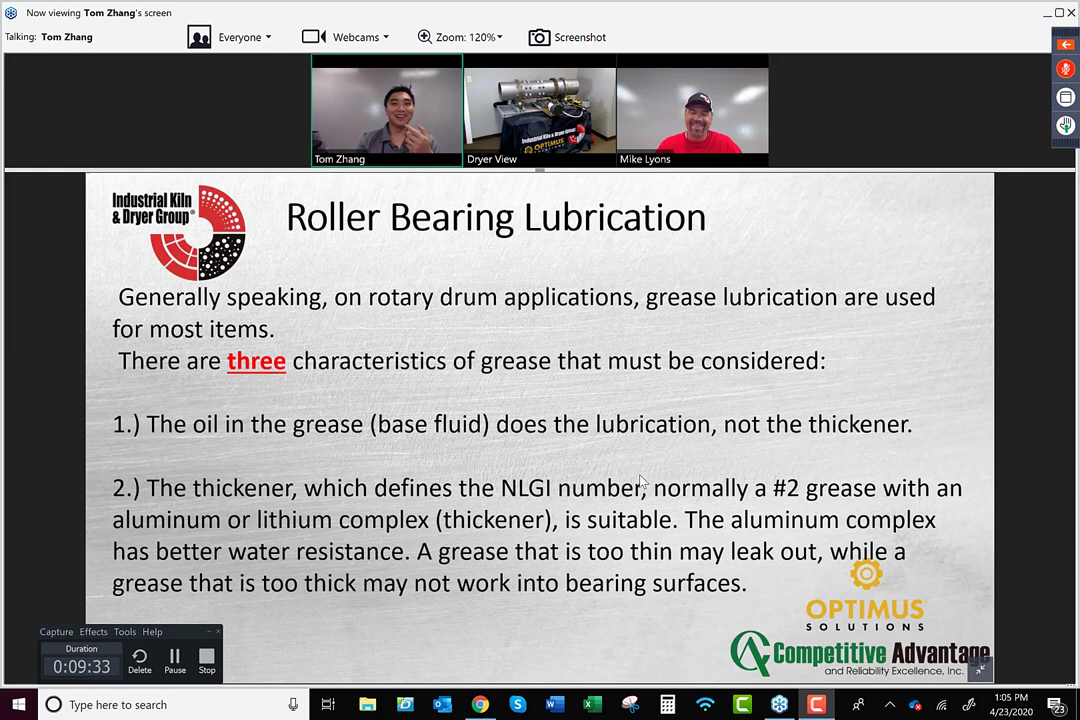 Now viewing Tom Zhang's screen
Talking: Tom Zhang
Everyone
Webcams
Zoom: 120%
Screenshot
Tom Zhang
Dryer View
Mike Lyons
Industrial Kiln & Dryer Group
OPTIMUS
Industrial Kiln
& Dryer Group®
Roller Bearing Lubrication
Generally speaking, on rotary drum applications, grease lubrication are used
for most items.
There are three characteristics of grease that must be considered:
1.) The oil in the grease (base fluid) does the lubrication, not the thickener.
2.) The thickener, which defines the NLGI number, normally a #2 grease with an
aluminum or lithium complex (thickener), is suitable. The aluminum complex
has better water resistance. A grease that is too thin may leak out, while a
grease that is too thick may not work into bearing surfaces.
OPTIMUS
SOLUTIONS
Competitive Advantage
and Reliability Excellence, Inc.
Capture Effects Tools Help
Duration
0:09:33
Delete
Pause
Stop
Type here to search
1:05 PM
4/23/2020
23